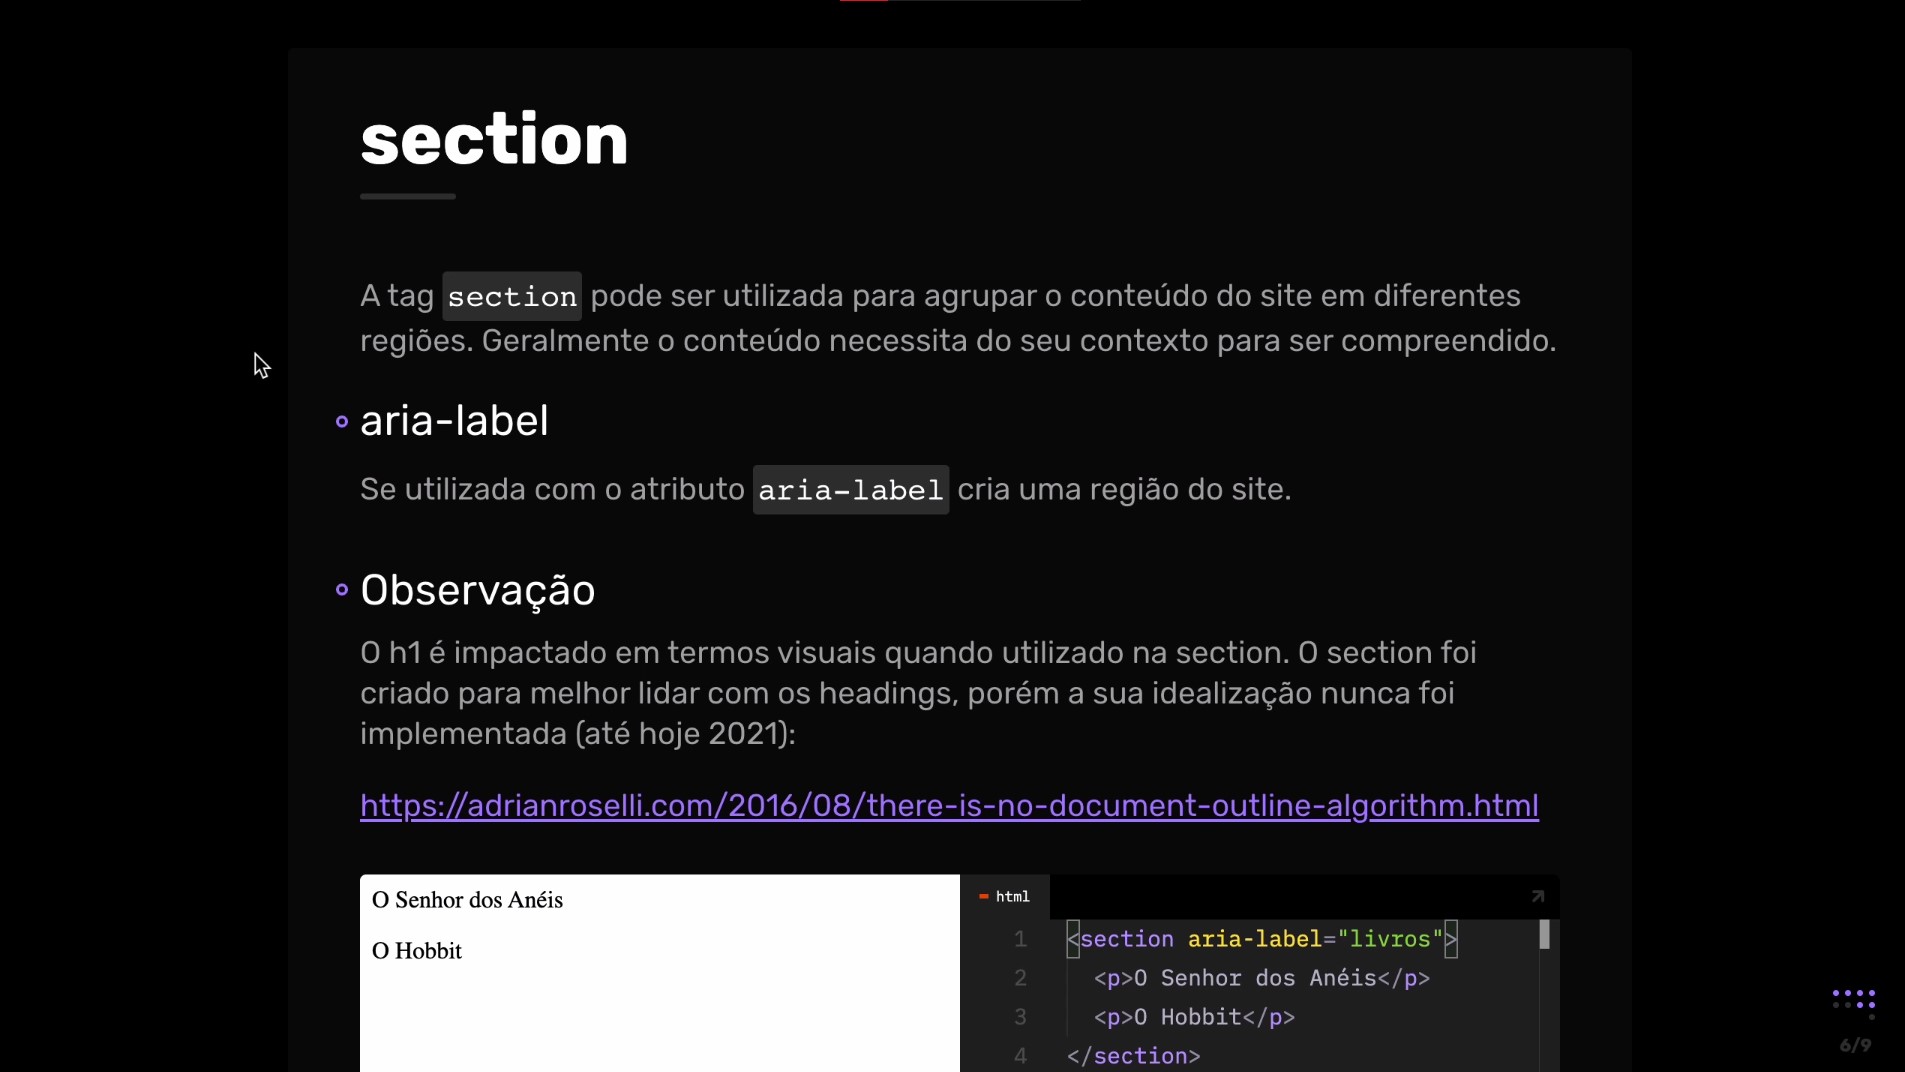 section
A tag section pode ser utilizada para agrupar o conteúdo do site em diferentes
regiões. Geralmente o conteúdo necessita do seu contexto para ser compreendido.
aria-label
Se utilizada com o atributo aria-label cria uma região do site.
Observação
O h1 é impactado em termos visuais quando utilizado na section. O section foi
criado para melhor lidar com os headings, porém a sua idealização nunca foi
implementada (até hoje 2021):
https://adrianroselli.com/2016/08/there-is-no-document-outline-algorithm.html
O Senhor dos Anéis
O Hobbit
html
1 <section aria-label="livros">
2 <p>O Senhor dos Anéis</p>
3 <p>O Hobbit</p>
4 </section>
6/9